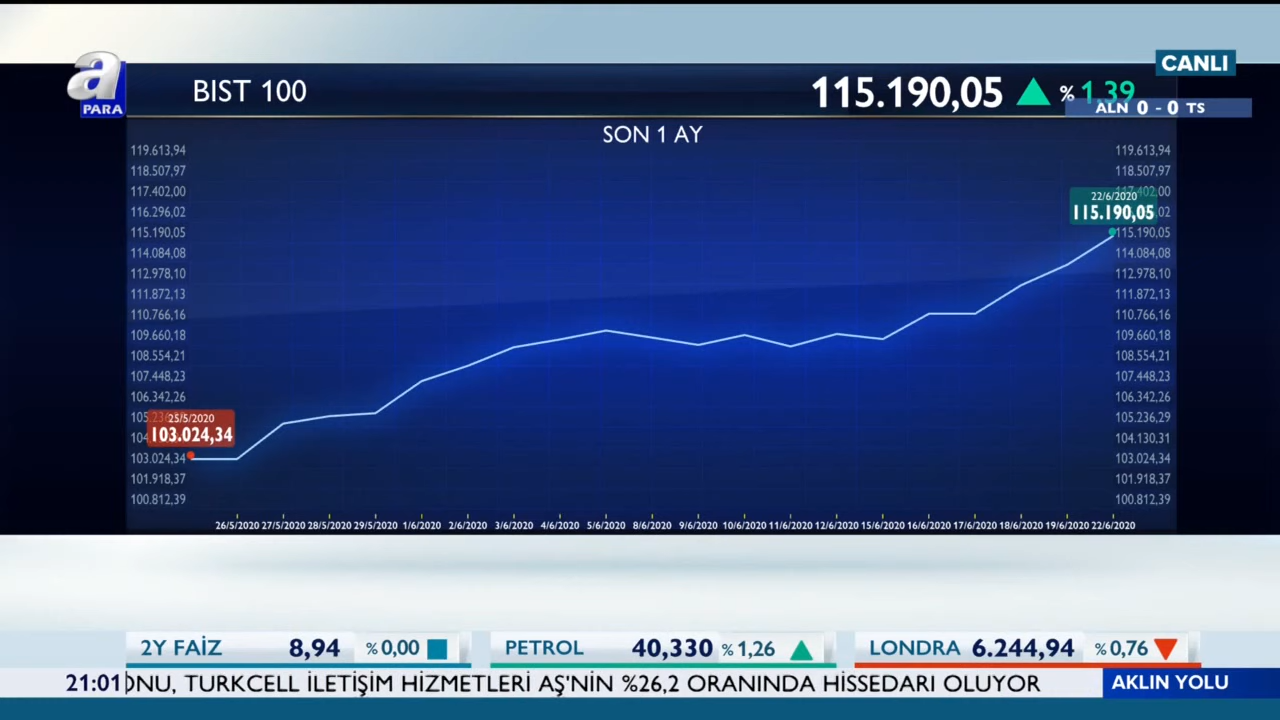 a
PARA
BIST 100
115.190,05 ▲ % 1.39
CANLI
ALN 0 - 0 TS
SON 1 AY
119.613,94
118.507,97
117.402,00
116.296,02
115.190,05
114.084,08
112.978,10
111.872,13
110.766,16
109.660,18
108.554,21
107.448,23
106.342,26
103.024,34
101.918,37
100.812,39
25/5/2020
103.024,34
22/6/2020
115.190,05
119.613,94
118.507,97
117.402,00
115.190,05
114.084,08
112.978,10
111.872,13
110.766,16
109.660,18
108.554,21
107.448,23
106.342,26
105.236,29
104.130,31
103.024,34
101.918,37
100.812,39
26/5/2020 27/5/2020 28/5/2020 29/5/2020 1/6/2020 2/6/2020 3/6/2020 4/6/2020 5/6/2020 8/6/2020 9/6/2020 10/6/2020 11/6/2020 12/6/2020 15/6/2020 16/6/2020 17/6/2020 18/6/2020 19/6/2020 22/6/2020
2Y FAİZ 8,94 %0,00
PETROL 40,330 %1,26 ▲
LONDRA 6.244,94 %0,76 ▼
21:01 ONU, TURKCELL İLETİŞİM HİZMETLERİ AŞ'NİN %26,2 ORANINDA HİSSEDARI OLUYOR
AKLIN YOLU